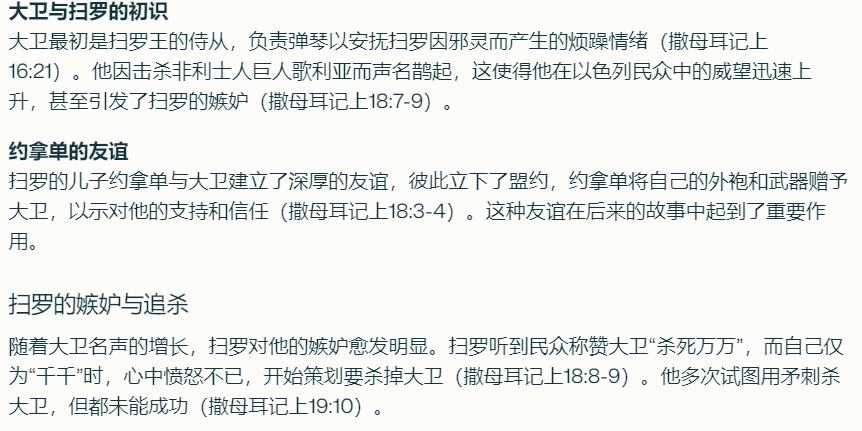 大卫与扫罗的初识
大卫最初是扫罗王的侍从，负责弹琴以安抚扫罗因邪灵而产生的烦躁情绪（撒母耳记上
16:21）。他因击杀非利士人巨人歌利亚而声名鹊起，这使得他在以色列民众中的威望迅速上
升，甚至引发了扫罗的嫉妒（撒母耳记上18:7-9）。
约拿单的友谊
扫罗的儿子约拿单与大卫建立了深厚的友谊，彼此立下了盟约，约拿单将自己的外袍和武器赠予
大卫，以示对他的支持和信任（撒母耳记上18:3-4）。这种友谊在后来的故事中起到了重要作
用。
扫罗的嫉妒与追杀
随着大卫名声的增长，扫罗对他的嫉妒愈发明显。扫罗听到民众称赞大卫“杀死万万”，而自己仅
为“千千”时，心中愤怒不已，开始策划要杀掉大卫（撒母耳记上18:8-9）。他多次试图用矛刺杀
大卫，但都未能成功（撒母耳记上19:10）。